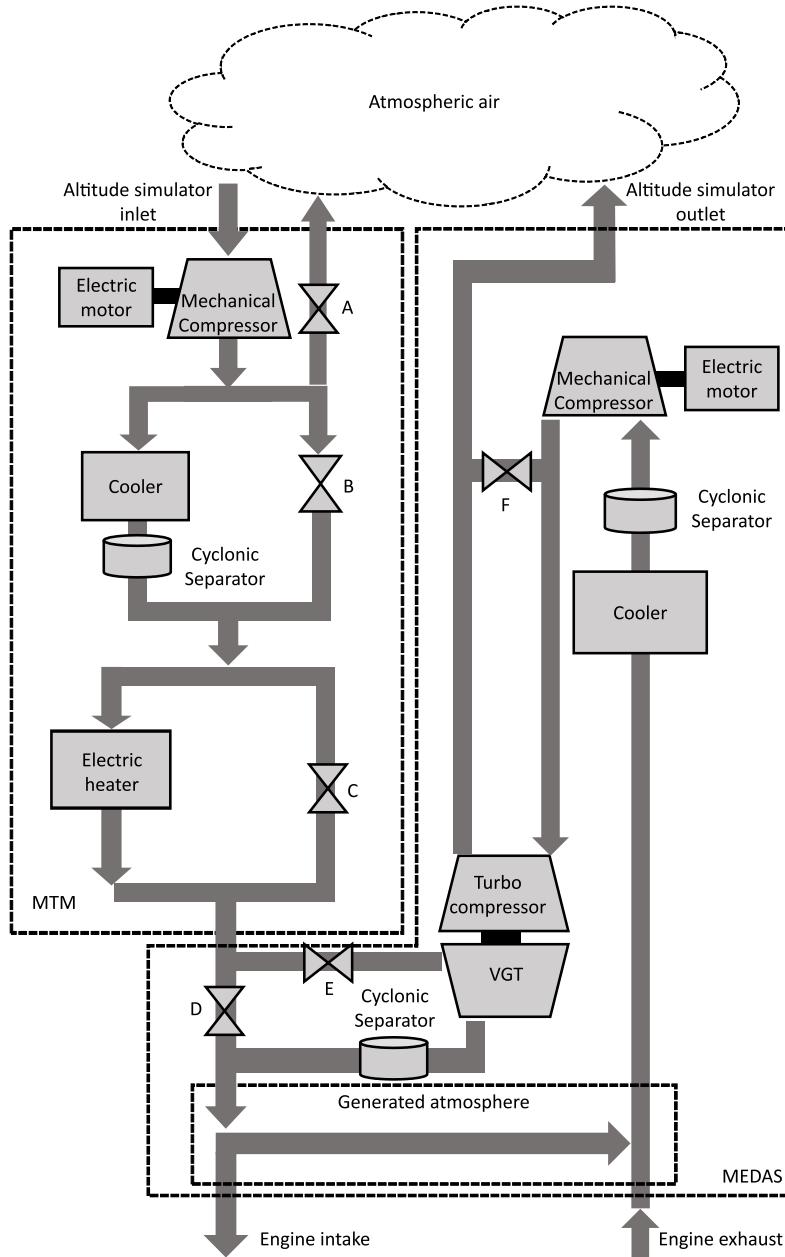 Atmospheric air
Altitude simulator
inlet
Altitude simulator
outlet
Electric
motor
Mechanical
Compressor
A
Mechanical
Compressor
Electric
motor
Cooler
B
F
Cyclonic
Separator
Cyclonic
Separator
Cooler
Electric
heater
C
MTM
Turbo
compressor
VGT
E
D
Cyclonic
Separator
Generated atmosphere
MEDAS
Engine intake
Engine exhaust